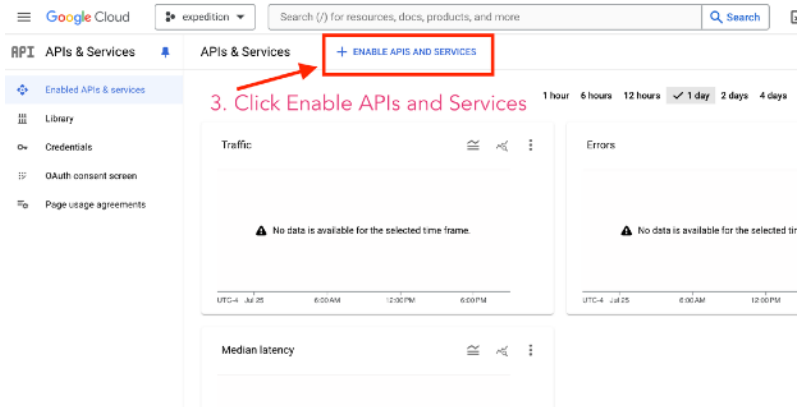 Google Cloud
expedition
Search (/) for resources, docs, products, and more
Search
API APIs & Services
APIs & Services
+ ENABLE APIS AND SERVICES
Enabled APIs & services
3. Click Enable APIs and Services
1 hour 6 hours 12 hours 1 day 2 days 4 days
Library
Credentials
OAuth consent screen
Page usage agreements
Traffic
Errors
No data is available for the selected time frame.
No data is available for the selected
UTC-4 Jul 25 6:00 AM 12:00 PM 6:00 PM
UTC-4 Jul 25 6:00 AM 12:00 PM
Median latency